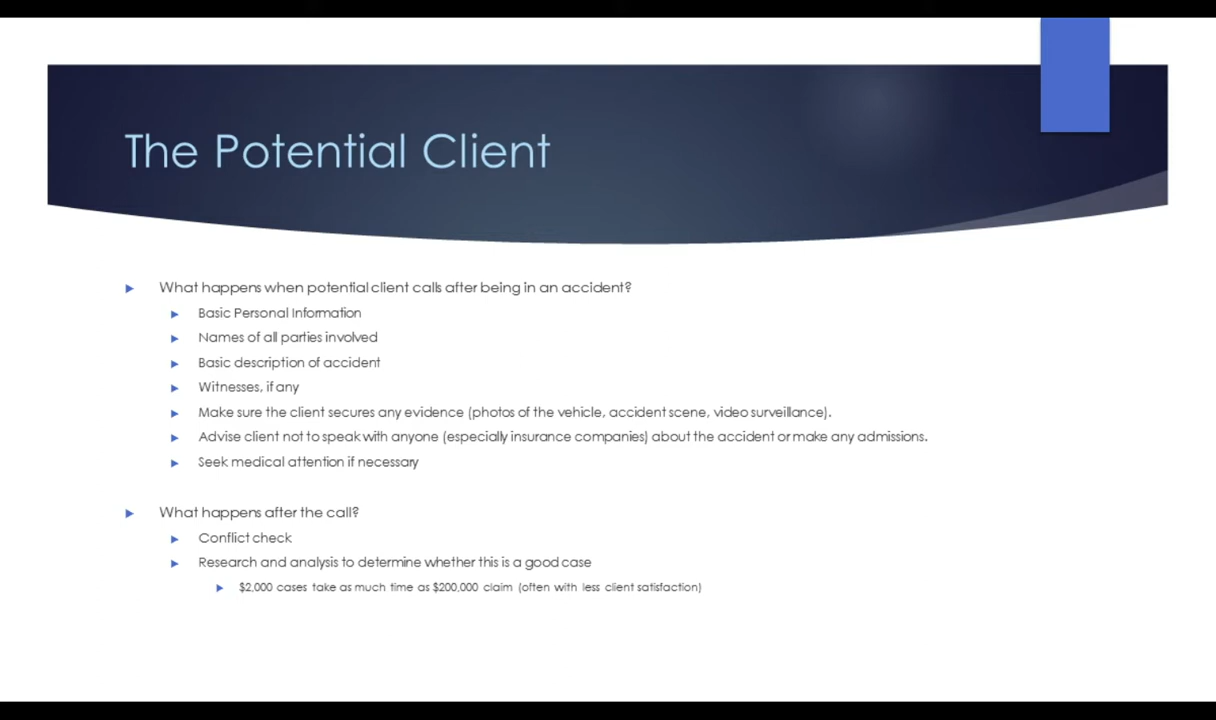 The Potential Client
What happens when potential client calls after being in an accident?
Basic Personal Information
Names of all parties involved
Basic description of accident
Witnesses, if any
Make sure the client secures any evidence (photos of the vehicle, accident scene, video surveillance).
Advise client not to speak with anyone (especially insurance companies) about the accident or make any admissions.
Seek medical attention if necessary
What happens after the call?
Conflict check
Research and analysis to determine whether this is a good case
$2,000 cases take as much time as $200,000 claim (often with less client satisfaction)